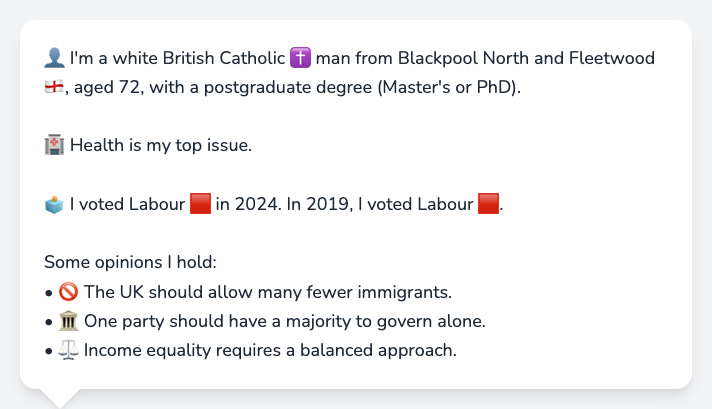 👤 I'm a white British Catholic ✝️ man from Blackpool North and Fleetwood
🏴󠁧󠁢󠁥󠁮󠁧󠁿, aged 72, with a postgraduate degree (Master's or PhD).
🏥 Health is my top issue.
🗳️ I voted Labour 🟥 in 2024. In 2019, I voted Labour 🟥.
Some opinions I hold:
• 🚫 The UK should allow many fewer immigrants.
• 🏛️ One party should have a majority to govern alone.
• ⚖️ Income equality requires a balanced approach.